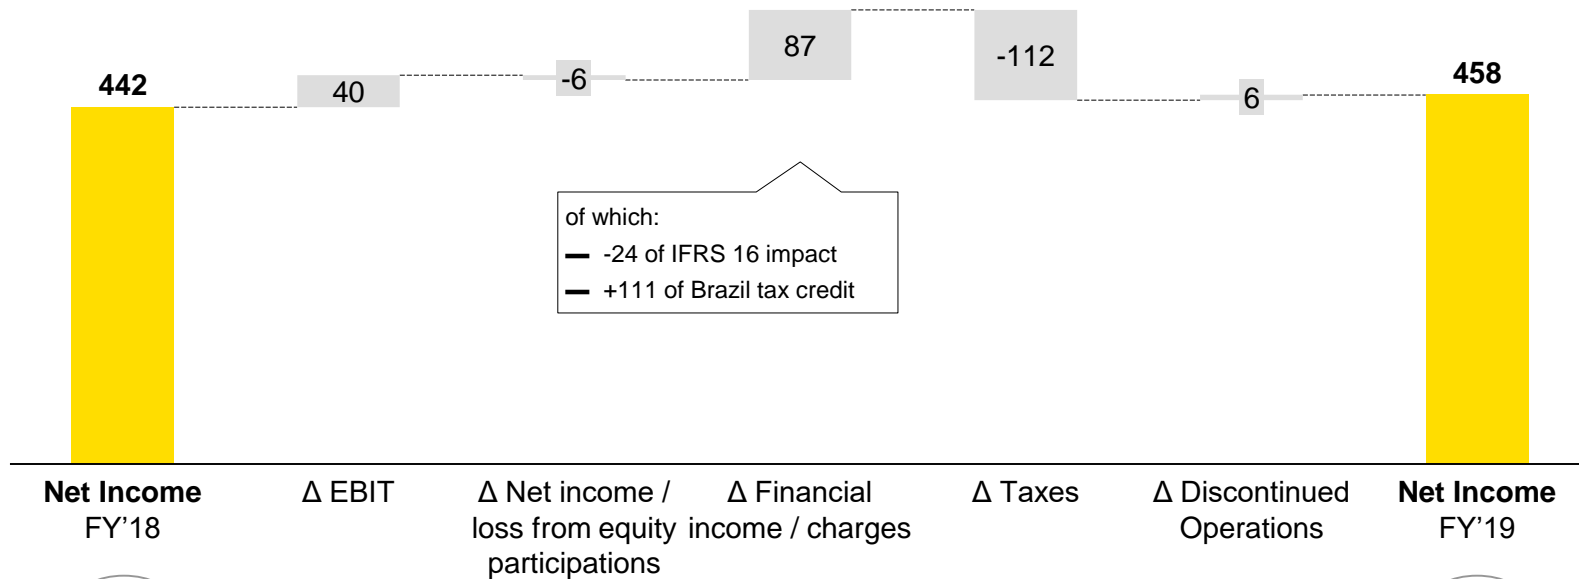 442
40
-6
87
-112
6
458
of which:
-24 of IFRS 16 impact
+111 of Brazil tax credit
Net Income
FY’18
Δ EBIT
Δ Net income /
loss from equity
participations
Δ Financial
income / charges
Δ Taxes
Δ Discontinued
Operations
Net Income
FY’19